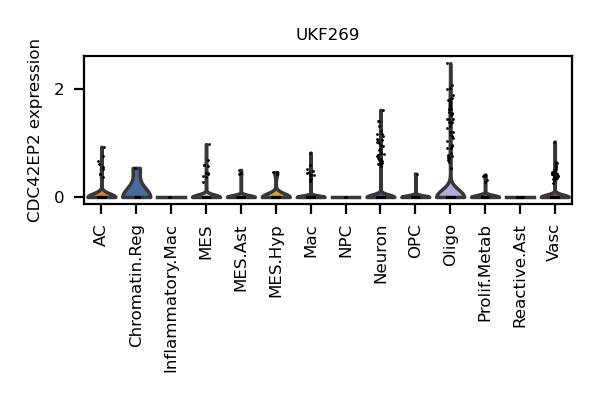 UKF269
CDC42EP2 expression
2
0
AC
Chromatin.Reg
Inflammatory.Mac
MES
MES.Ast
MES.Hyp
Mac
NPC
Neuron
OPC
Oligo
Prolif.Metab
Reactive.Ast
Vasc